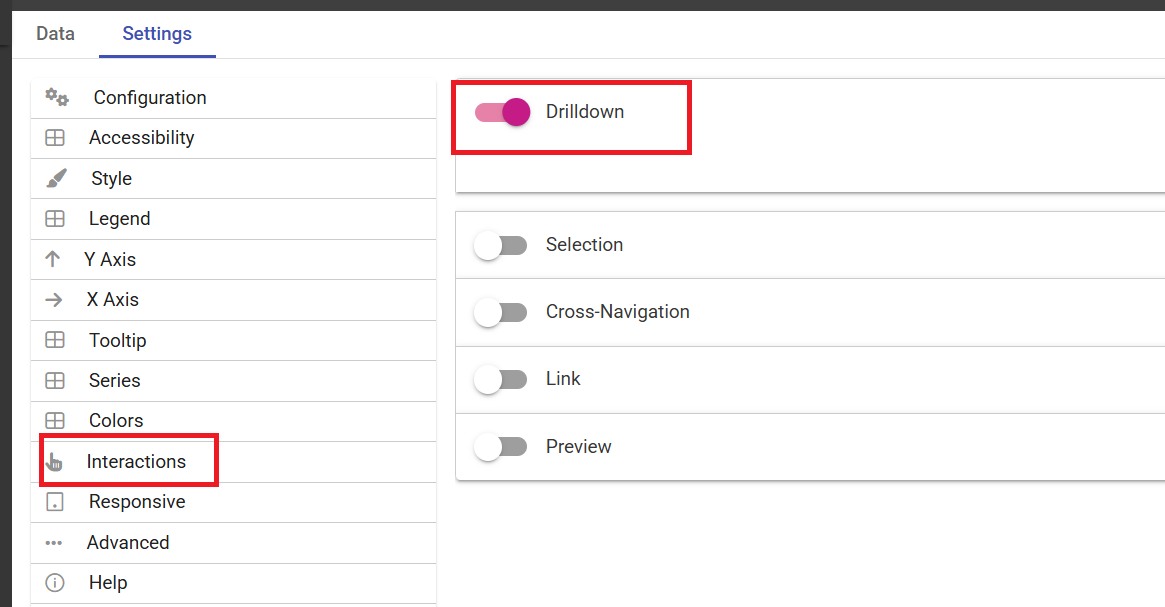 Data
Settings
Configuration
Accessibility
Style
Legend
Y Axis
X Axis
Tooltip
Series
Colors
Interactions
Responsive
Advanced
Help
Drilldown
Selection
Cross-Navigation
Link
Preview